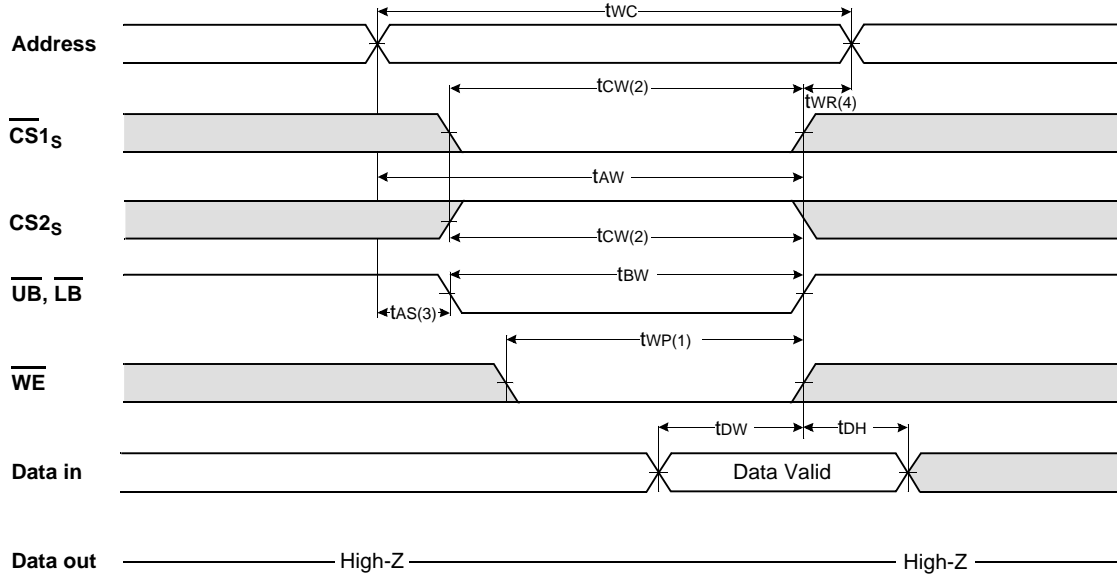 tWC
Address
tCW(2)
tWR(4)
CS1S
tAW
CS2S
tCW(2)
tBW
UB, LB
tAS(3)
tWP(1)
WE
tDW
tDH
Data in
Data Valid
Data out
High-Z
High-Z